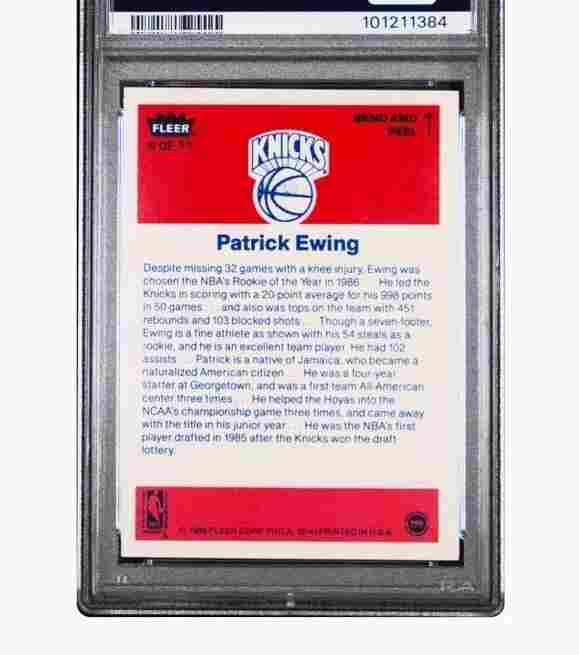 101211384
FLEER
6 OF 11
BEND AND
PEEL
KNICKS
Patrick Ewing
Despite missing 32 games with a knee injury, Ewing was
chosen the NBA's Rookie of the Year in 1986 ... He led the
Knicks in scoring with a 20-point average for his 998 points
in 50 games ... and also was tops on the team with 451
rebounds and 103 blocked shots ... Though a seven-footer,
Ewing is a fine athlete as shown with his 54 steals as a
rookie, and he is an excellent team player. He had 102
assists ... Patrick is a native of Jamaica, who became a
naturalized American citizen ... He was a four-year
starter at Georgetown, and was a first team All-American
center three times ... He helped the Hoyas into the
NCAA's championship game three times, and came away
with the title in his junior year ... He was the NBA's first
player drafted in 1985 after the Knicks won the draft
lottery.
© 1986 FLEER CORP. PHILA., PRINTED IN U.S.A.